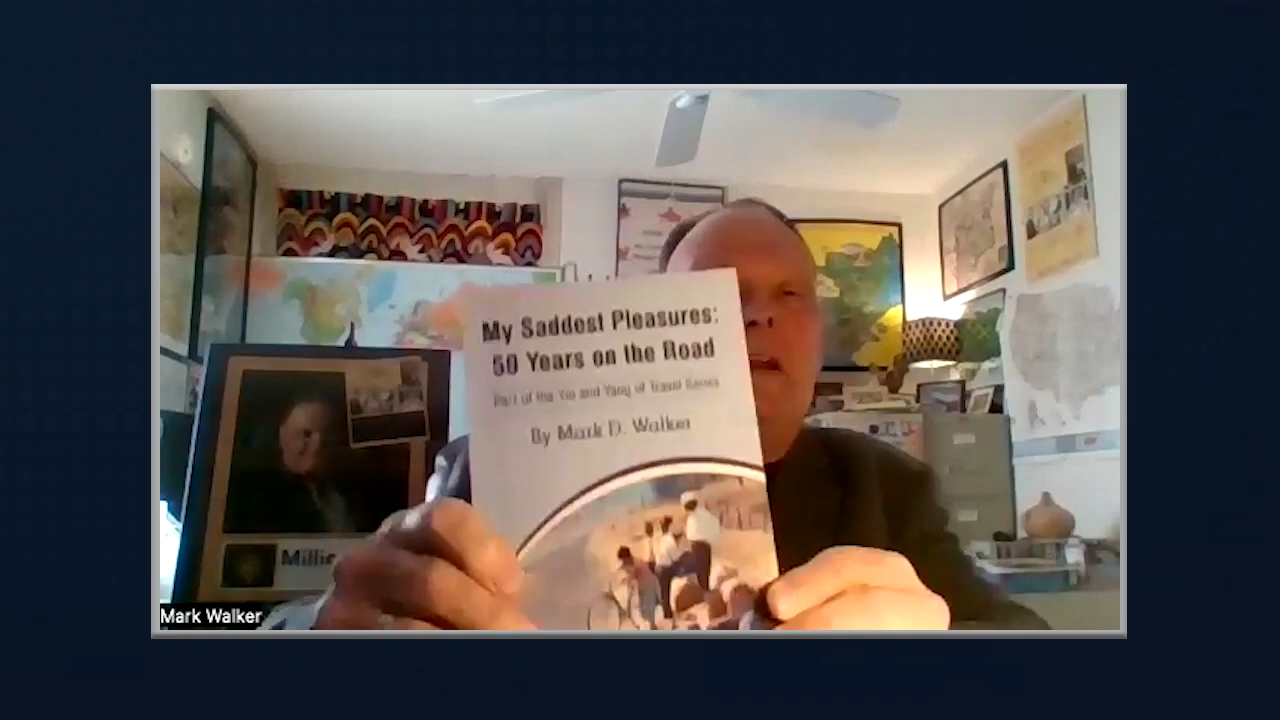 My Saddest Pleasures:
50 Years on the Road
Part of the Yin and Yang of Travel Series
By Mark D. Walker
Millie
Mark Walker